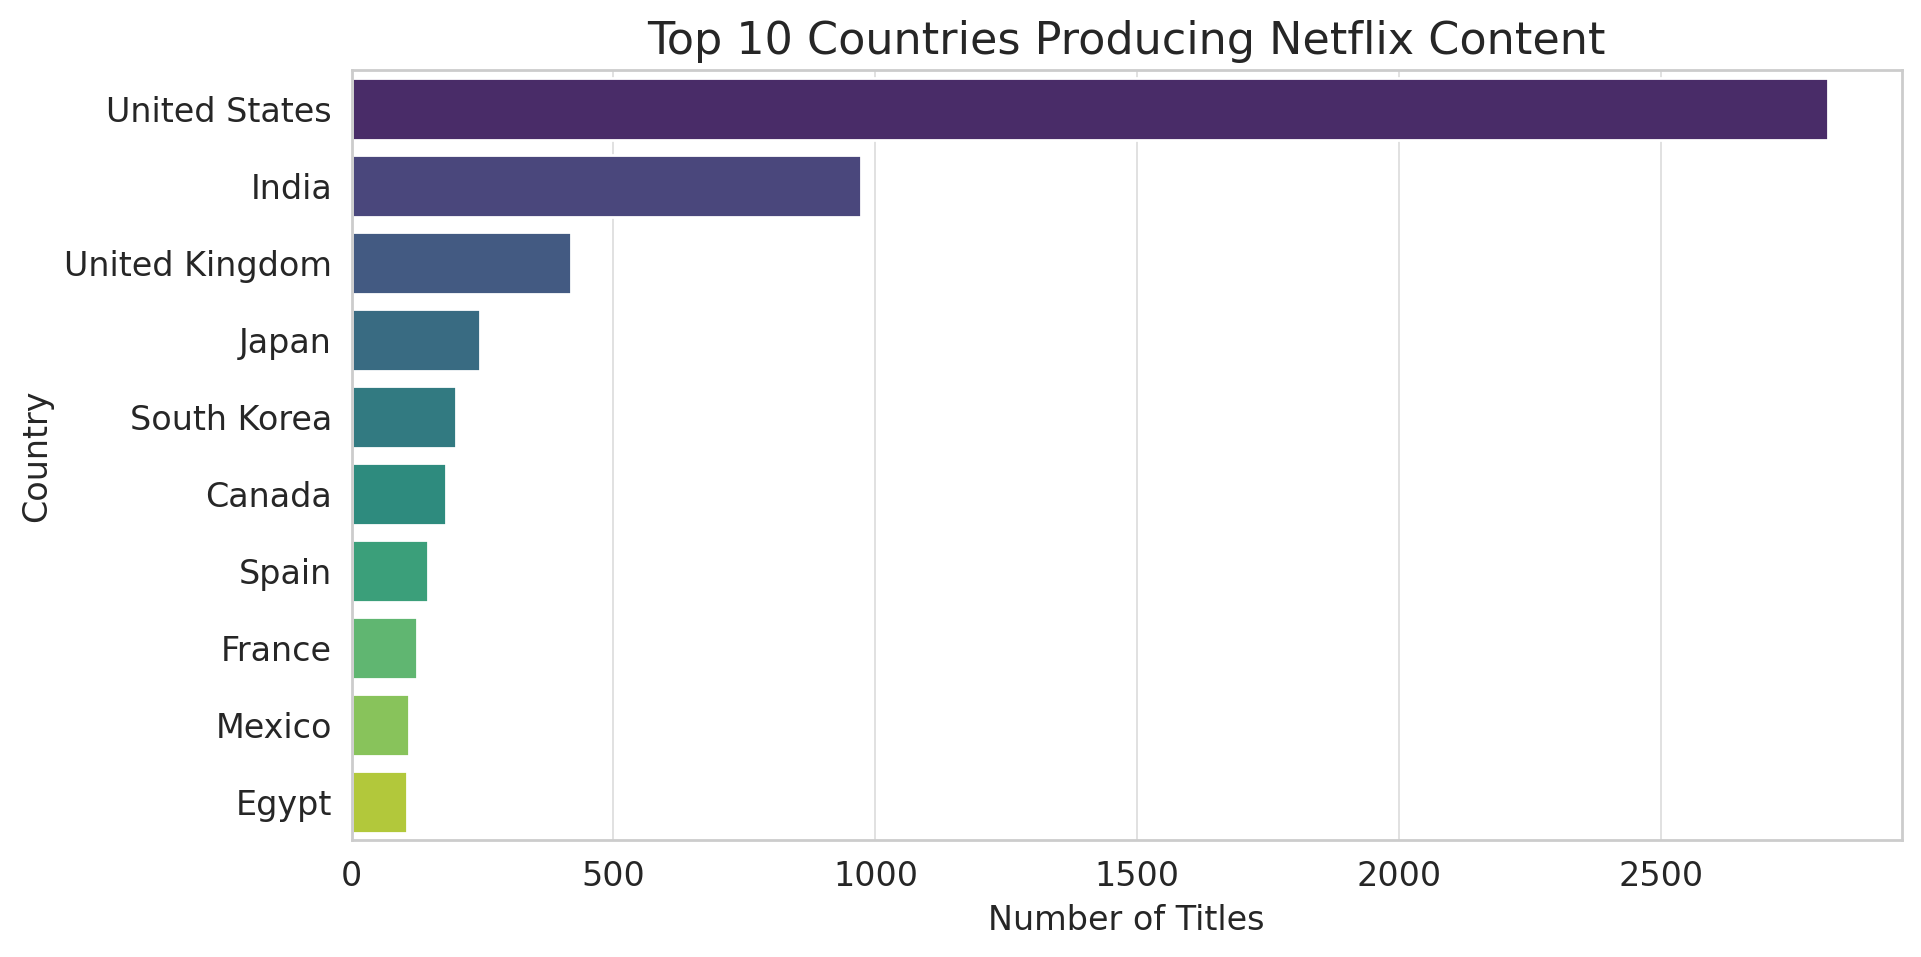 Top 10 Countries Producing Netflix Content
United States
India
United Kingdom
Japan
South Korea
Canada
Spain
France
Mexico
Egypt
Country
0 500 1000 1500 2000 2500
Number of Titles